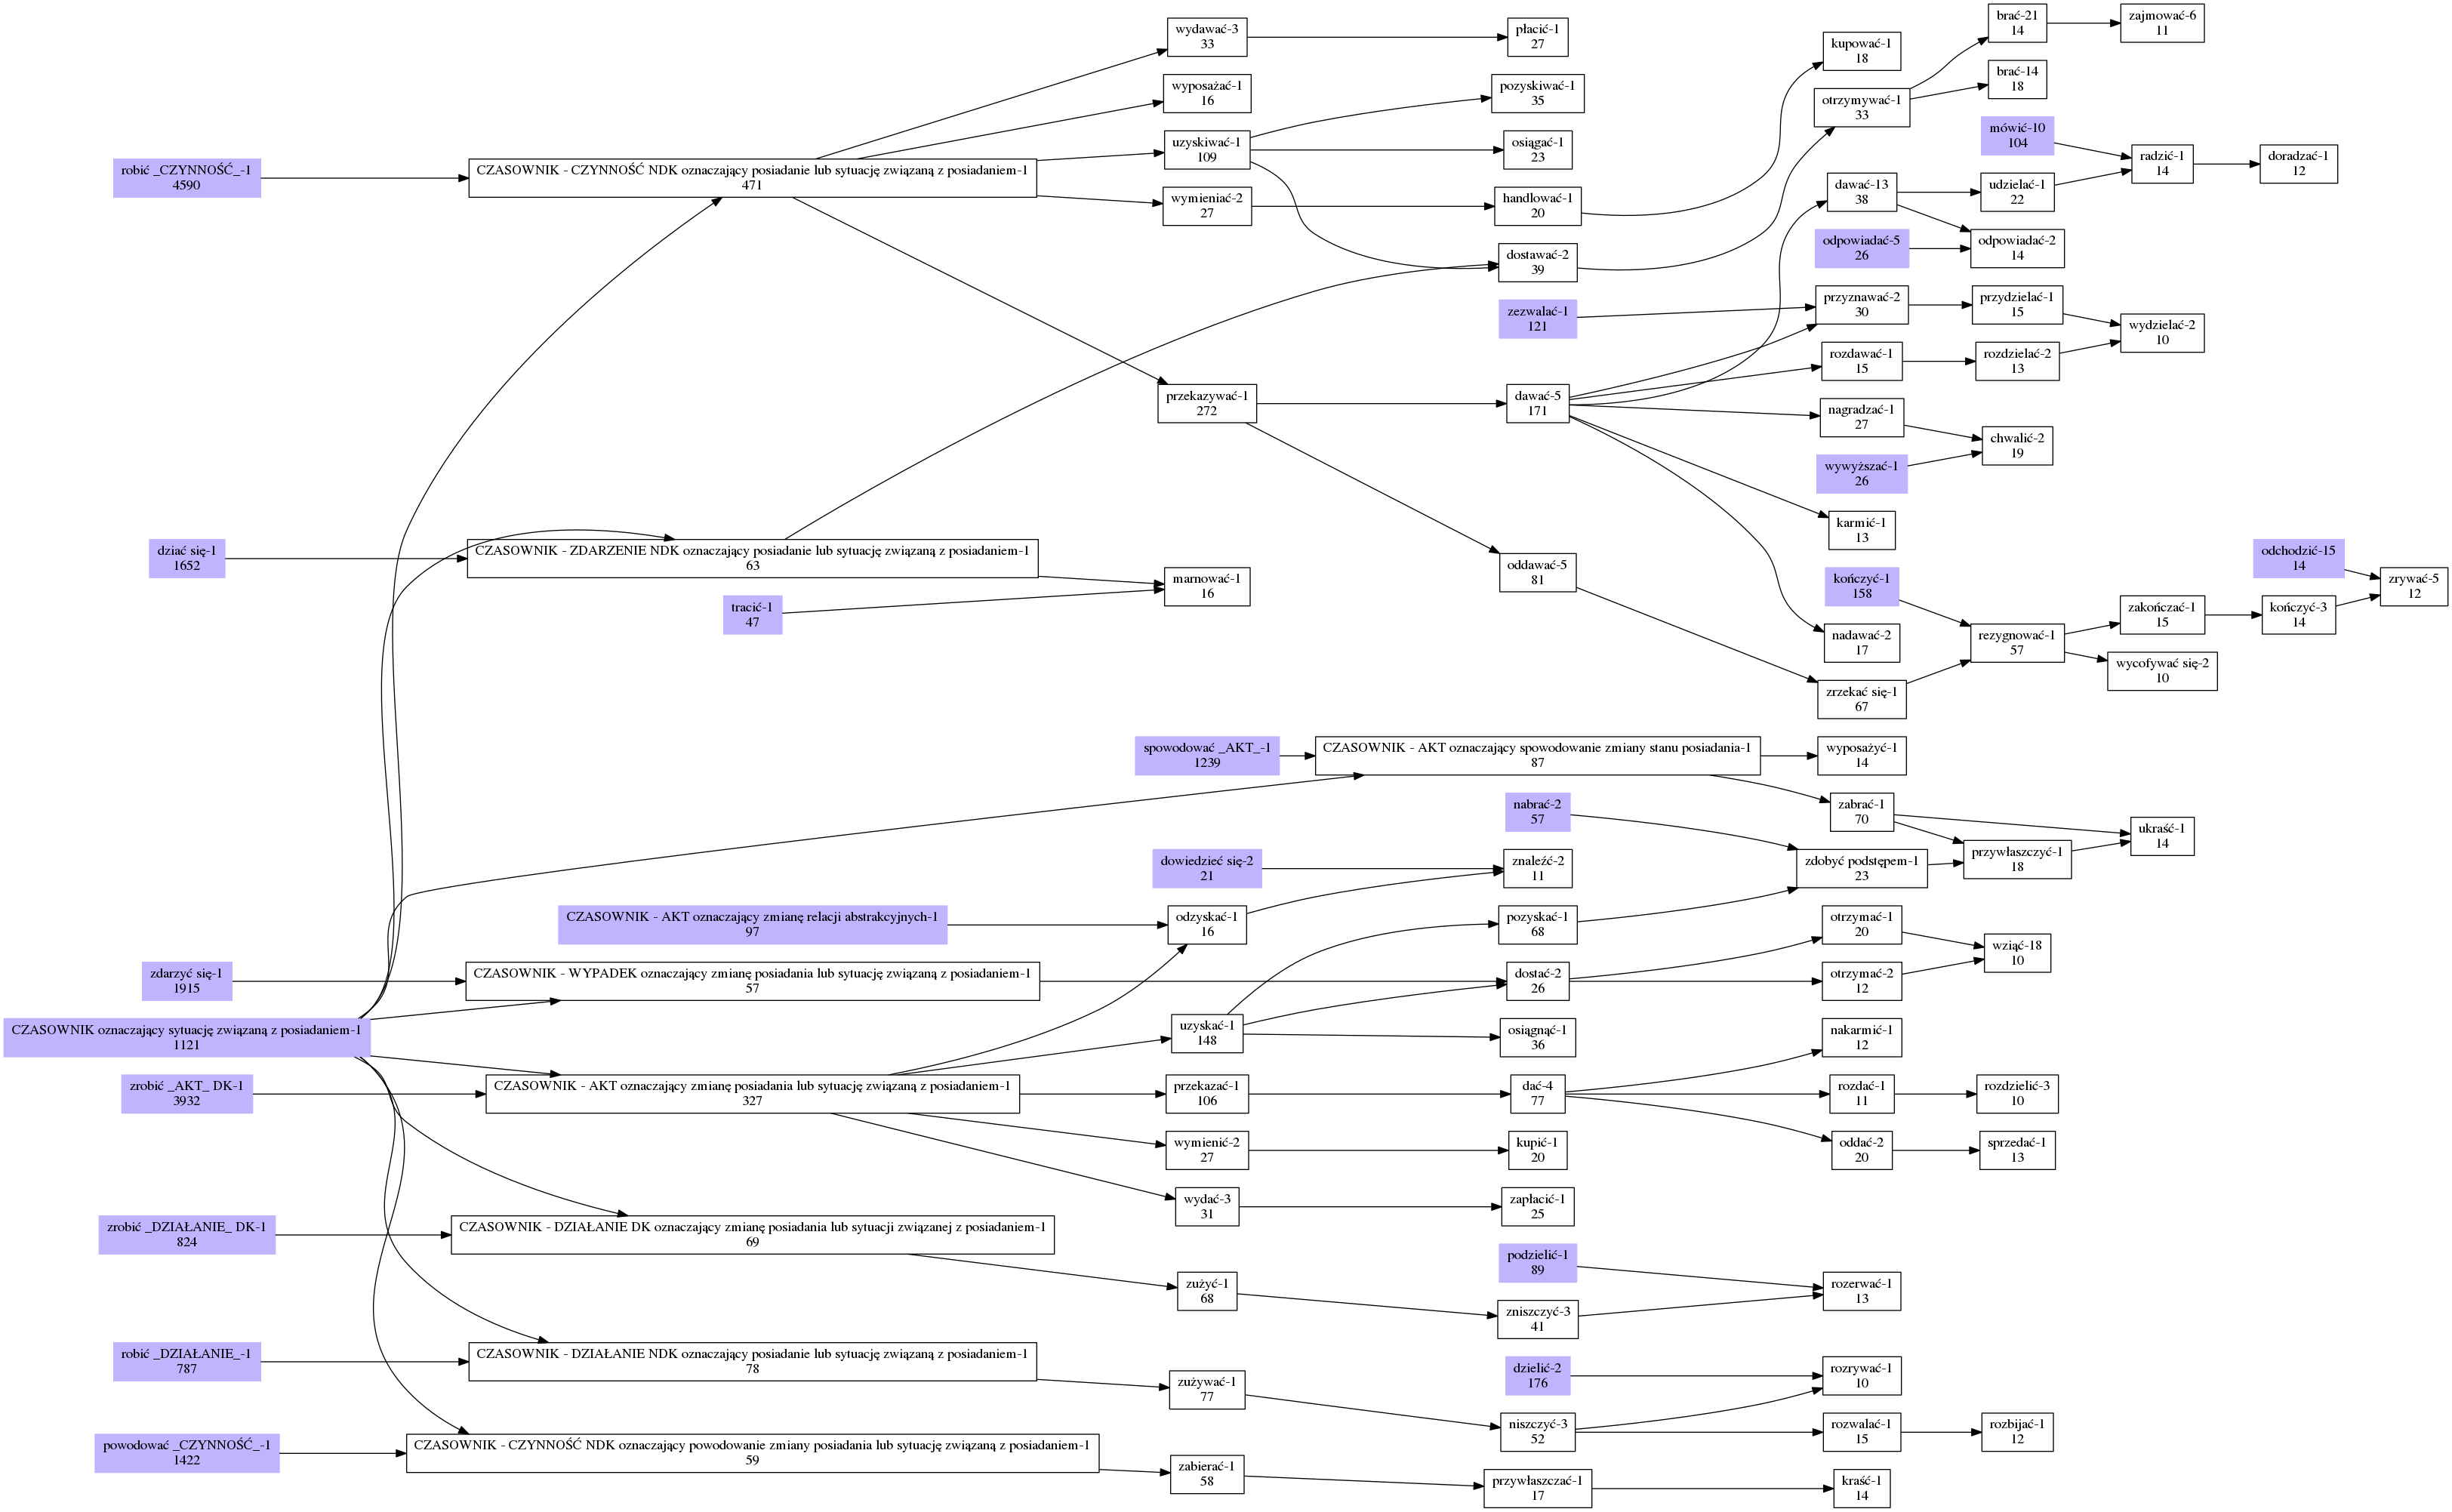 brać-21
14
zajmować-6
11
wydawać-3
33
płacić-1
27
kupować-1
18
brać-14
18
wyposażać-1
16
pozyskiwać-1
35
otrzymywać-1
33
mówić-10
104
uzyskiwać-1
109
osiągać-1
23
radzić-1
14
doradzać-1
12
robić _CZYNNOŚĆ_-1
4590
CZASOWNIK - CZYNNOŚĆ NDK oznaczający posiadanie lub sytuację związaną z posiadaniem-1
471
wymieniać-2
27
handlować-1
20
dawać-13
38
udzielać-1
22
dostawać-2
39
odpowiadać-5
26
odpowiadać-2
14
zezwalać-1
121
przyznawać-2
30
przydzielać-1
15
wydzielać-2
10
rozdawać-1
15
rozdzielać-2
13
przekazywać-1
272
dawać-5
171
nagradzać-1
27
chwalić-2
19
wywyższać-1
26
karmić-1
13
dziać się-1
1652
CZASOWNIK - ZDARZENIE NDK oznaczający posiadanie lub sytuację związaną z posiadaniem-1
63
marnować-1
16
oddawać-5
81
kończyć-1
158
odchodzić-15
14
zrywać-5
12
tracić-1
47
zakończać-1
15
kończyć-3
14
nadawać-2
17
rezygnować-1
57
wycofywać się-2
10
zrzekać się-1
67
spowodować _AKT_-1
1239
CZASOWNIK - AKT oznaczający spowodowanie zmiany stanu posiadania-1
87
wyposażyć-1
14
nabrać-2
57
zabrać-1
70
ukraść-1
14
dowiedzieć się-2
21
znaleźć-2
11
zdobyć podstępem-1
23
przywłaszczyć-1
18
CZASOWNIK - AKT oznaczający zmianę relacji abstrakcyjnych-1
97
odzyskać-1
16
pozyskać-1
68
otrzymać-1
20
wziąć-18
10
zdarzyć się-1
1915
CZASOWNIK - WYPADEK oznaczający zmianę posiadania lub sytuację związaną z posiadaniem-1
57
dostać-2
26
otrzymać-2
12
CZASOWNIK oznaczający sytuację związaną z posiadaniem-1
1121
uzyskać-1
148
osiągnąć-1
36
nakarmić-1
12
zrobić _AKT_ DK-1
3932
CZASOWNIK - AKT oznaczający zmianę posiadania lub sytuację związaną z posiadaniem-1
327
przekazać-1
106
dać-4
77
rozdać-1
11
rozdzielić-3
10
wymienić-2
27
kupić-1
20
oddać-2
20
sprzedać-1
13
wydać-3
31
zapłacić-1
25
zrobić _DZIAŁANIE_ DK-1
824
CZASOWNIK - DZIAŁANIE DK oznaczający zmianę posiadania lub sytuacji związanej z posiadaniem-1
69
podzielić-1
89
zużyć-1
68
rozerwać-1
13
zniszczyć-3
41
robić _DZIAŁANIE_-1
787
CZASOWNIK - DZIAŁANIE NDK oznaczający posiadanie lub sytuację związaną z posiadaniem-1
78
zużywać-1
77
dzielić-2
176
rozrywać-1
10
niszczyć-3
52
rozwalać-1
15
rozbijać-1
12
powodować _CZYNNOŚĆ_-1
1422
CZASOWNIK - CZYNNOŚĆ NDK oznaczający powodowanie zmiany posiadania lub sytuację związaną z posiadaniem-1
59
zabierać-1
58
przywłaszczać-1
17
kraść-1
14